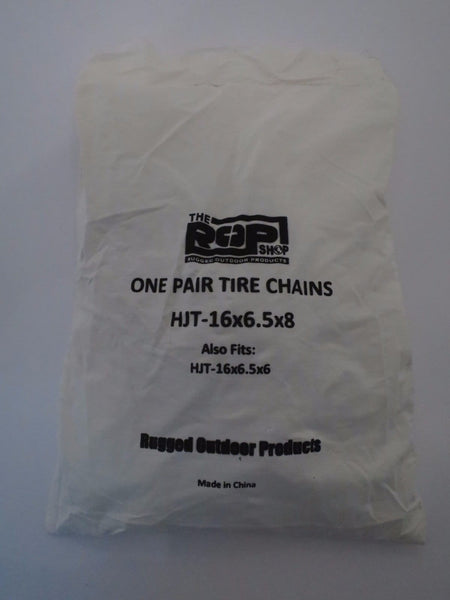 THE
ROP
SHOP
RUGGED OUTDOOR PRODUCTS
ONE PAIR TIRE CHAINS
HJT-16x6.5x8
Also Fits:
HJT-16x6.5x6
Rugged Outdoor Products
Made in China